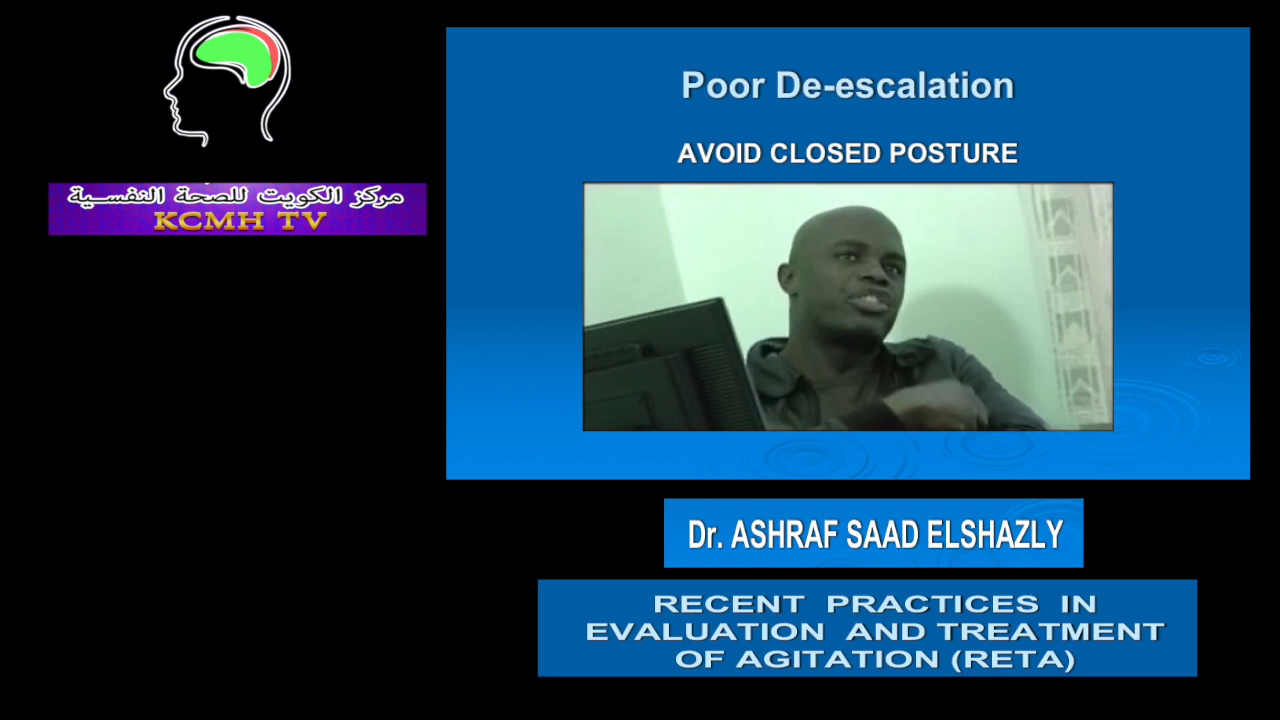 مركز الكويت للصحة النفسية
KCMH TV
Poor De-escalation
AVOID CLOSED POSTURE
Dr. ASHRAF SAAD ELSHAZLY
RECENT PRACTICES IN
EVALUATION AND TREATMENT
OF AGITATION (RETA)